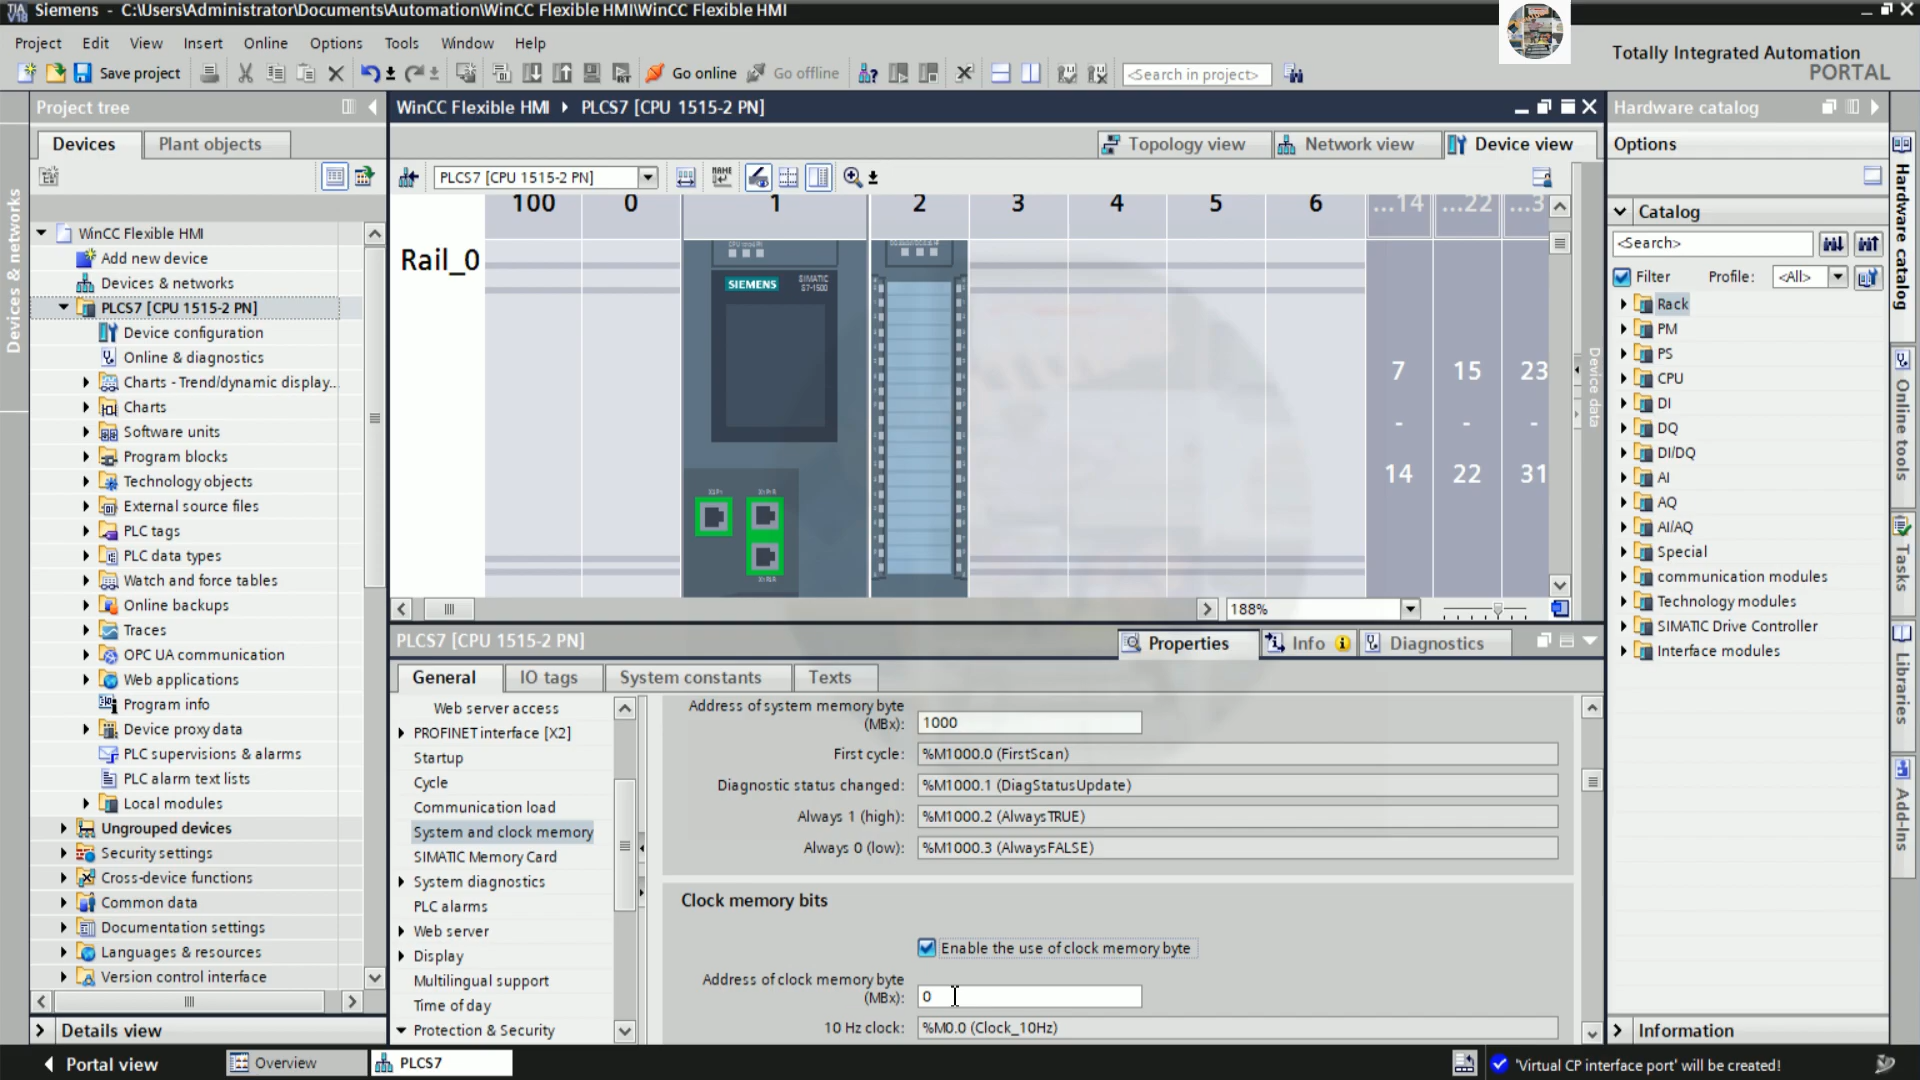 Siemens - C:\Users\Administrator\Documents\Automation\WinCC Flexible HMI\WinCC Flexible HMI
Project Edit View Insert Online Options Tools Window Help
Totally Integrated Automation
PORTAL
Save project Go online Go offline <Search in project>
Project tree
Devices Plant objects
WinCC Flexible HMI
Add new device
Devices & networks
PLCS7 [CPU 1515-2 PN]
Device configuration
Online & diagnostics
Charts - Trend/dynamic display...
Charts
Software units
Program blocks
Technology objects
External source files
PLC tags
PLC data types
Watch and force tables
Online backups
Traces
OPC UA communication
Web applications
Program info
Device proxy data
PLC supervisions & alarms
PLC alarm text lists
Local modules
Ungrouped devices
Security settings
Cross-device functions
Common data
Documentation settings
Languages & resources
Version control interface
Details view
Devices & networks
WinCC Flexible HMI PLCS7 [CPU 1515-2 PN]
Topology view Network view Device view
PLCS7 [CPU 1515-2 PN]
100 0 1 2 3 4 5 6 ...14 ...22 ...3
Rail_0
SIEMENS
SIMATIC
S7-1500
7 15 23
- - -
14 22 31
188%
Device data
PLCS7 [CPU 1515-2 PN]
Properties Info Diagnostics
General IO tags System constants Texts
Web server access
PROFINET interface [X2]
Startup
Cycle
Communication load
System and clock memory
SIMATIC Memory Card
System diagnostics
PLC alarms
Web server
Display
Multilingual support
Time of day
Protection & Security
Address of system memory byte
(MBx): 1000
First cycle: %M1000.0 (FirstScan)
Diagnostic status changed: %M1000.1 (DiagStatusUpdate)
Always 1 (high): %M1000.2 (AlwaysTRUE)
Always 0 (low): %M1000.3 (AlwaysFALSE)
Clock memory bits
Enable the use of clock memory byte
Address of clock memory byte
(MBx): 0
10 Hz clock: %M0.0 (Clock_10Hz)
Hardware catalog
Options
Catalog
<Search>
Filter Profile: <All>
Rack
PM
PS
CPU
DI
DQ
DI/DQ
AI
AQ
AI/AQ
Special
communication modules
Technology modules
SIMATIC Drive Controller
Interface modules
Information
Hardware catalog
Online tools
Tasks
Libraries
Add-Ins
Portal view Overview PLCS7
'Virtual CP interface port' will be created!